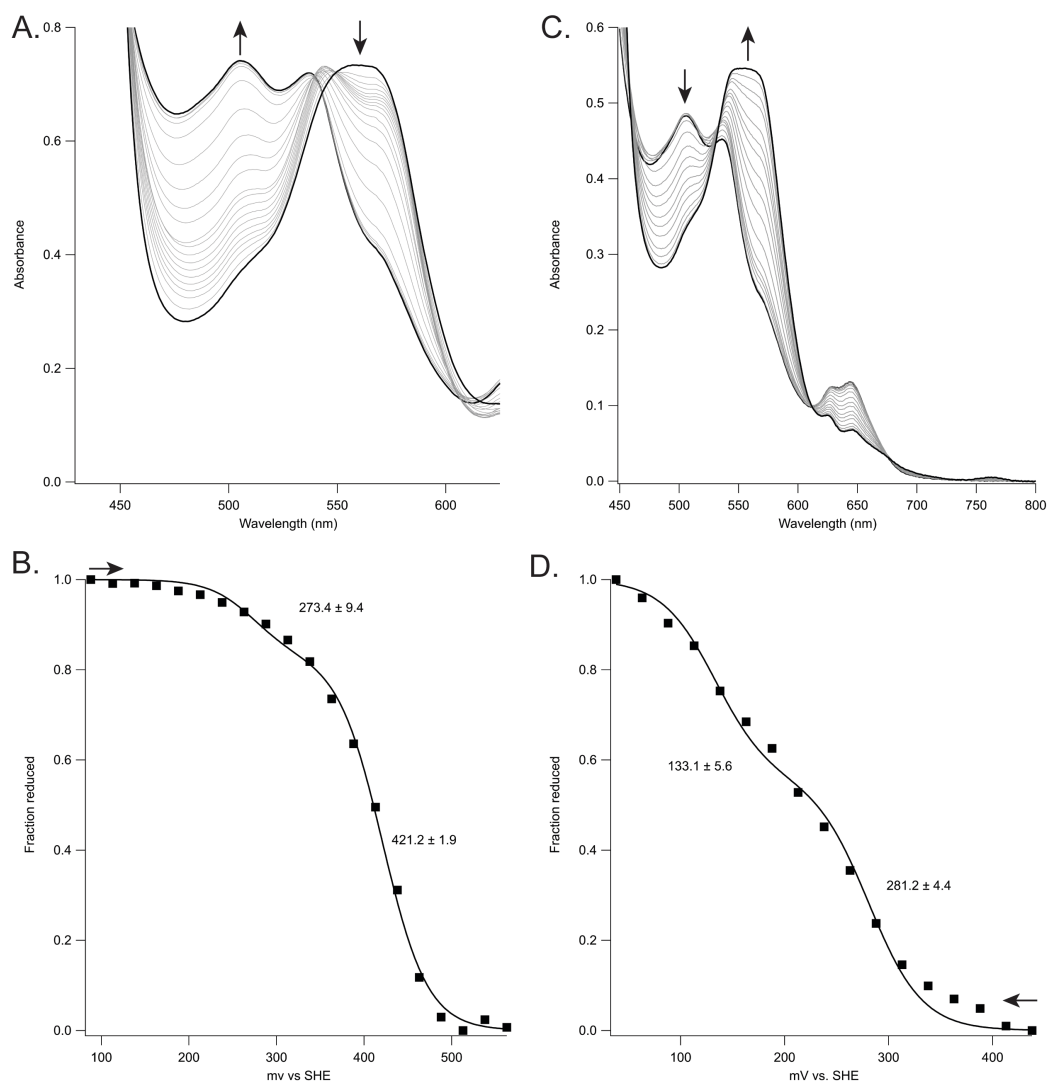 A.
0.8
0.6
0.4
0.2
0.0
Absorbance
450
500
550
600
Wavelength (nm)
C.
0.6
0.5
0.4
0.3
0.2
0.1
0.0
Absorbance
450
500
550
600
650
700
750
800
Wavelength (nm)
B.
1.0
0.8
0.6
0.4
0.2
0.0
Fraction reduced
273.4 ± 9.4
421.2 ± 1.9
100
200
300
400
500
mv vs SHE
D.
1.0
0.8
0.6
0.4
0.2
0.0
Fraction reduced
133.1 ± 5.6
281.2 ± 4.4
100
200
300
400
mV vs. SHE